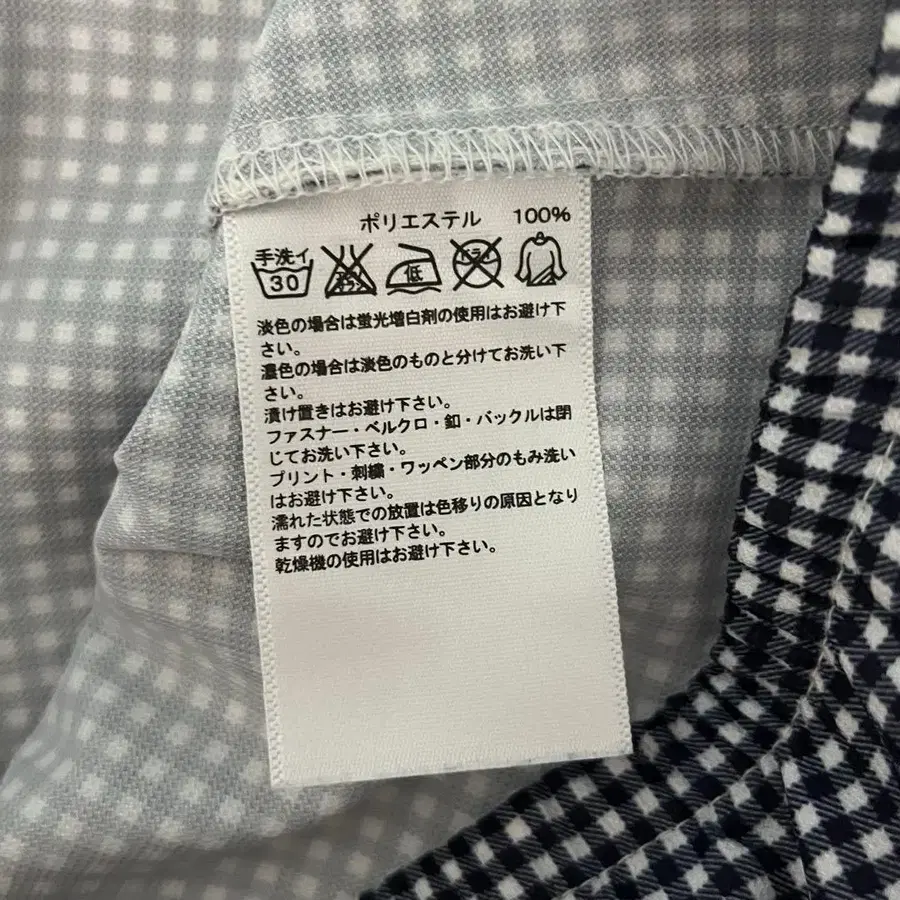 ポリエステル 100%
手洗イ
30
低
淡色の場合は蛍光増白剤の使用はお避け下
さい。
濃色の場合は淡色のものと分けてお洗い下
さい。
漬け置きはお避け下さい。
ファスナー・ベルクロ・釦・バックルは閉
じてお洗い下さい。
プリント・刺繍・ワッペン部分のもみ洗い
はお避け下さい。
濡れた状態での放置は色移りの原因となり
ますのでお避け下さい。
乾燥機の使用はお避け下さい。